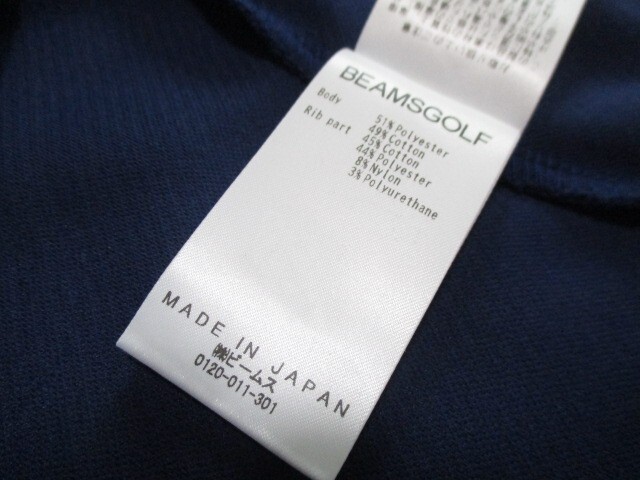 BEAMSGOLF
Body 51% Polyester
49% Cotton
Rib part 45% Cotton
44% Polyester
8% Nylon
3% Polyurethane
MADE IN JAPAN
㈱ビームス
0120-011-301